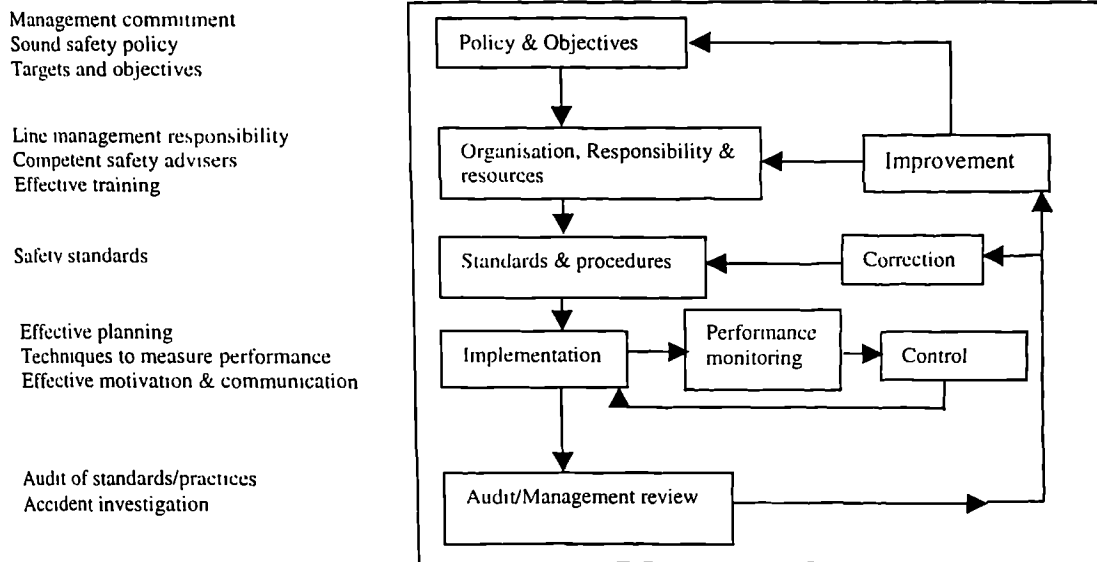 Management commitment
Sound safety policy
Targets and objectives
Policy & Objectives
Line management responsibility
Competent safety advisers
Effective training
Organisation, Responsibility &
resources
Improvement
Safety standards
Standards & procedures
Correction
Effective planning
Techniques to measure performance
Effective motivation & communication
Implementation
Performance
monitoring
Control
Audit of standards/practices
Accident investigation
Audit/Management review